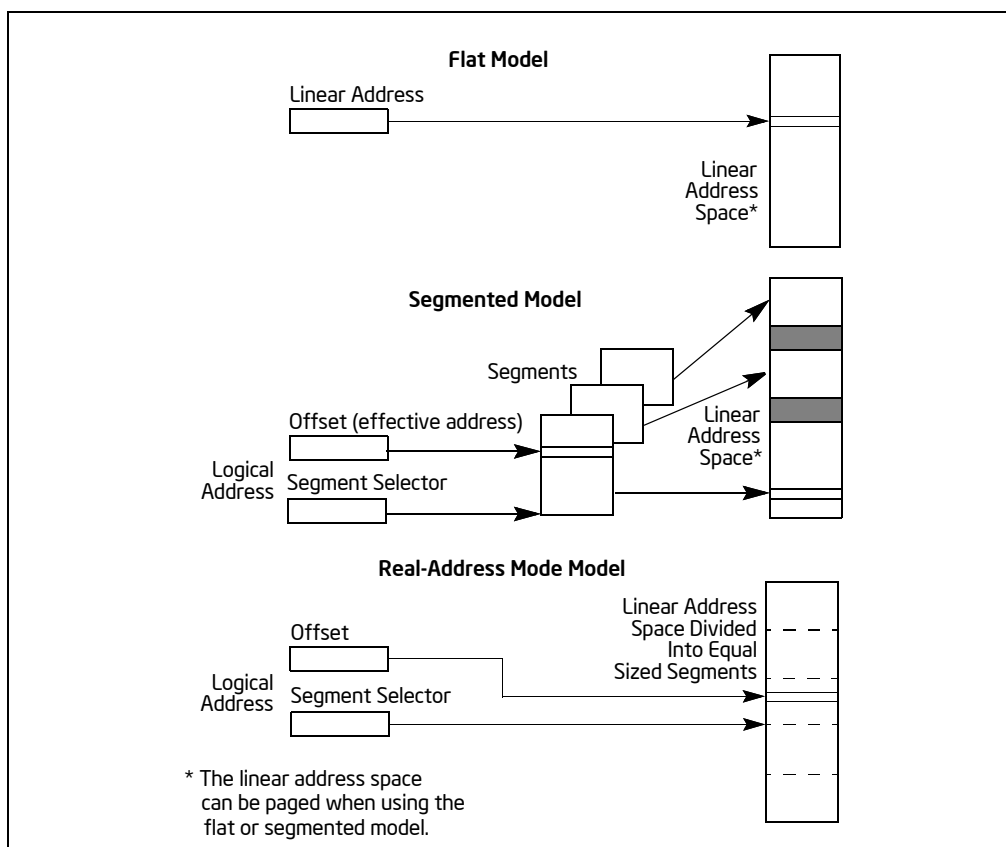 Flat Model
Linear Address
Linear
Address
Space*
Segmented Model
Segments
Offset (effective address)
Logical
Address
Segment Selector
Linear
Address
Space*
Real-Address Mode Model
Linear Address
Space Divided
Into Equal
Sized Segments
Offset
Logical
Address
Segment Selector
* The linear address space
can be paged when using the
flat or segmented model.